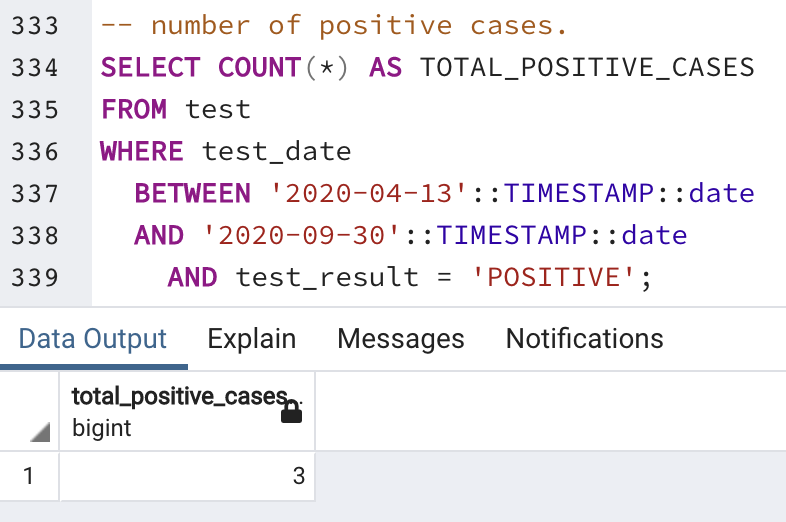 333 -- number of positive cases.
334 SELECT COUNT(*) AS TOTAL_POSITIVE_CASES
335 FROM test
336 WHERE test_date
337 BETWEEN '2020-04-13'::TIMESTAMP::date
338 AND '2020-09-30'::TIMESTAMP::date
339 AND test_result = 'POSITIVE';
Data Output Explain Messages Notifications
total_positive_cases
bigint
1 3